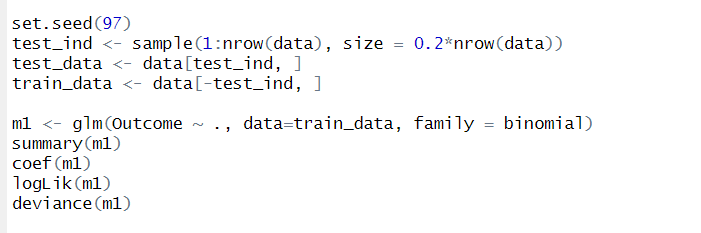 set.seed(97)
test_ind <- sample(1:nrow(data), size = 0.2*nrow(data))
test_data <- data[test_ind, ]
train_data <- data[-test_ind, ]
m1 <- glm(Outcome ~ ., data=train_data, family = binomial)
summary(m1)
coef(m1)
logLik(m1)
deviance(m1)